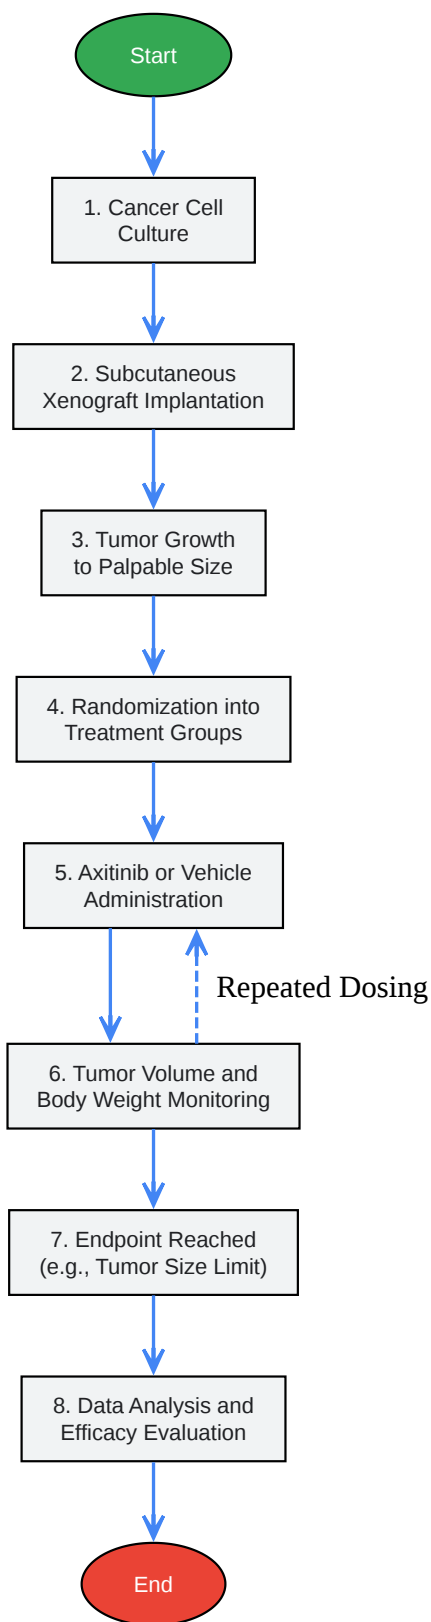 Start
1. Cancer Cell
Culture
2. Subcutaneous
Xenograft Implantation
3. Tumor Growth
to Palpable Size
4. Randomization into
Treatment Groups
5. Axitinib or Vehicle
Administration
Repeated Dosing
6. Tumor Volume and
Body Weight Monitoring
7. Endpoint Reached
(e.g., Tumor Size Limit)
8. Data Analysis and
Efficacy Evaluation
End